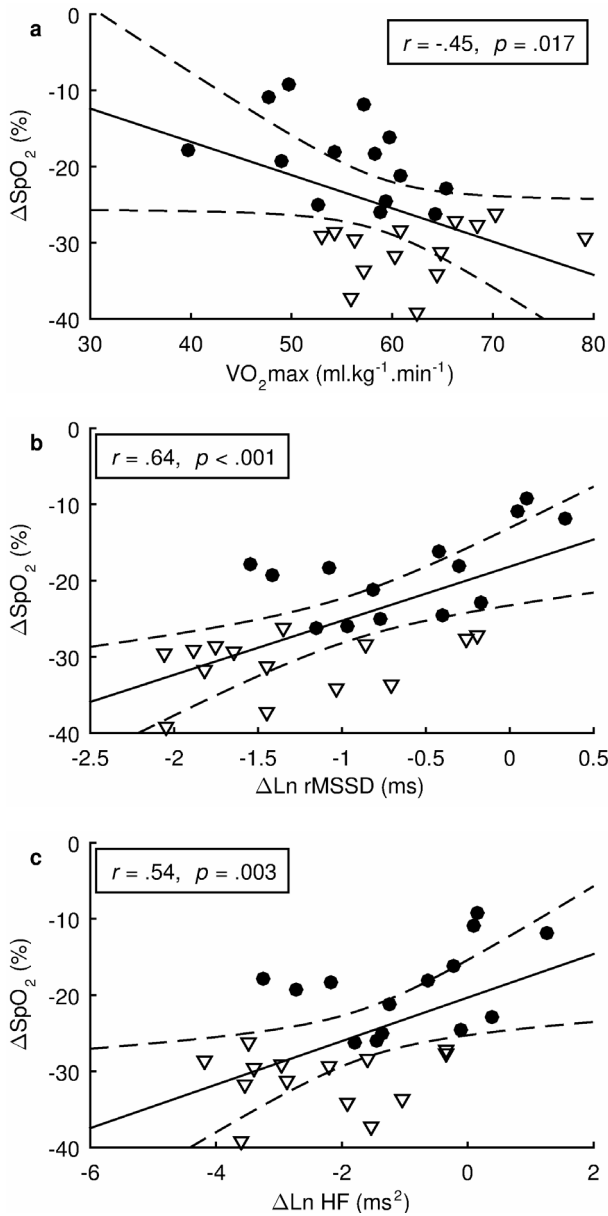 a
r = -.45, p = .017
0
-10
-20
-30
-40
ΔSpO₂ (%)
30 40 50 60 70 80
VO₂max (ml.kg⁻¹.min⁻¹)
b
r = .64, p < .001
0
-10
-20
-30
-40
ΔSpO₂ (%)
-2.5 -2 -1.5 -1 -0.5 0 0.5
ΔLn rMSSD (ms)
c
r = .54, p = .003
0
-10
-20
-30
-40
ΔSpO₂ (%)
-6 -4 -2 0 2
ΔLn HF (ms²)